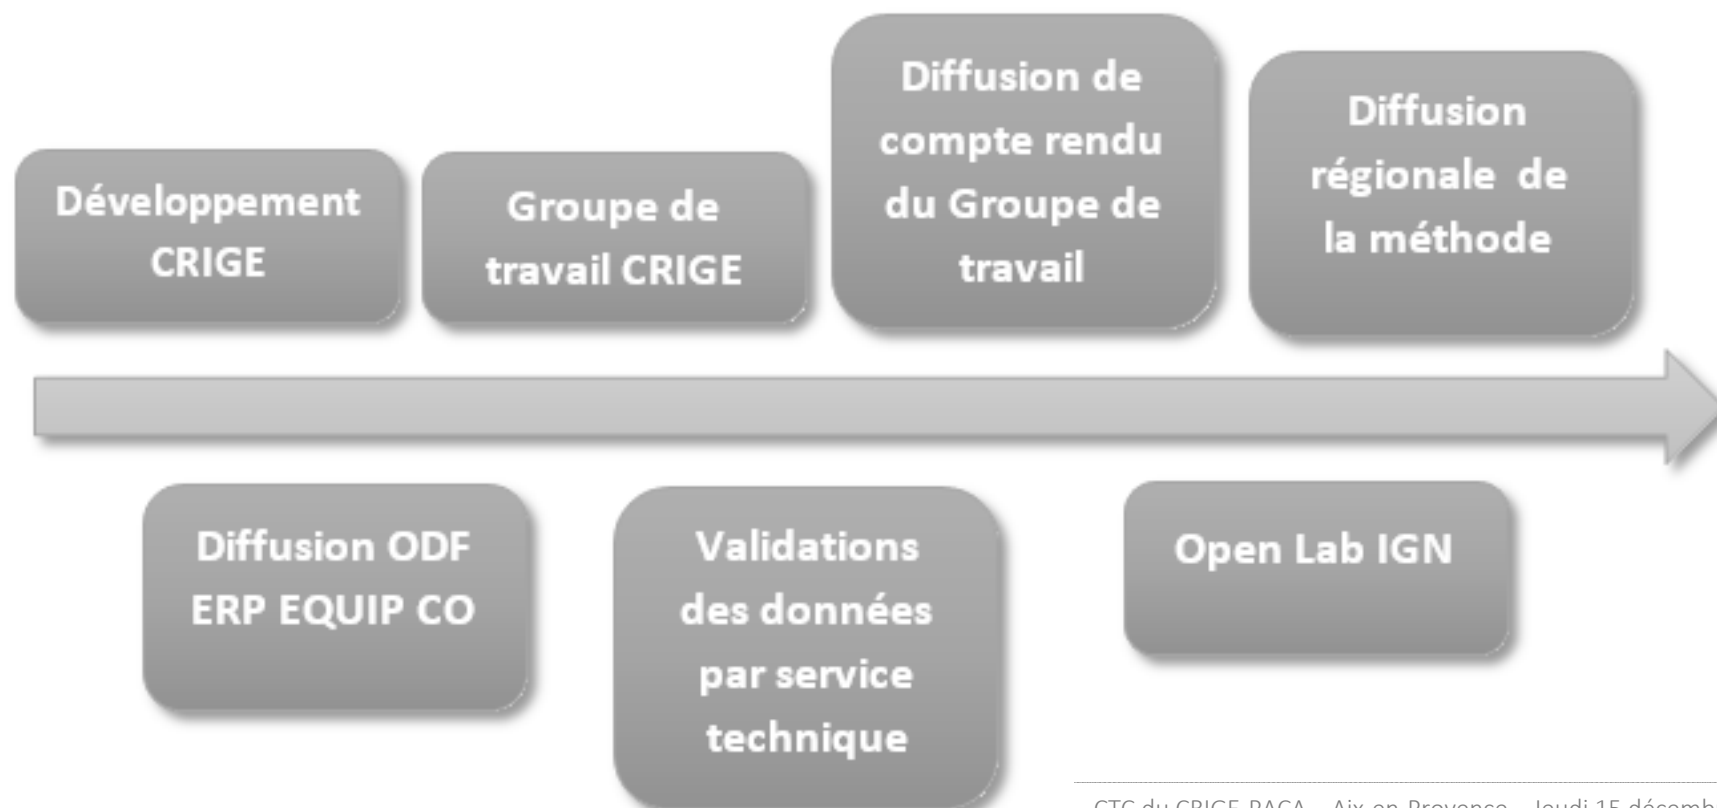 Développement
CRIGE
Groupe de
travail CRIGE
Diffusion de
compte rendu
du Groupe de
travail
Diffusion
régionale de
la méthode
Diffusion ODF
ERP EQUIP CO
Validations
des données
par service
technique
Open Lab IGN